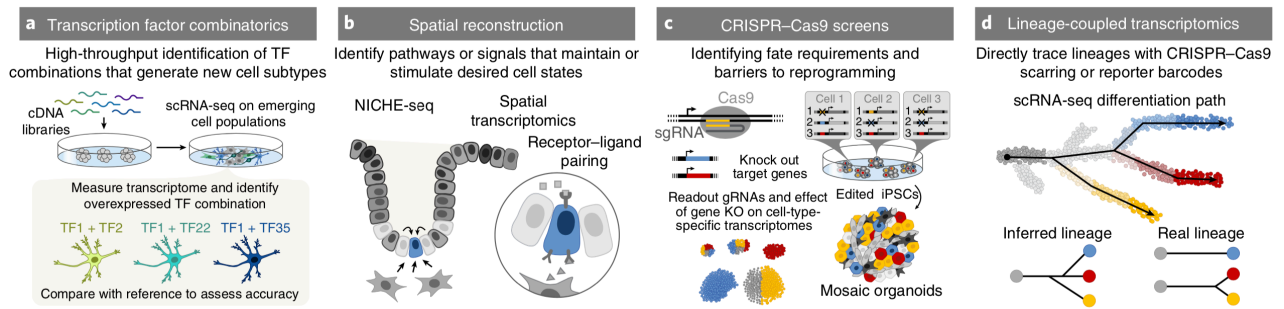 a Transcription factor combinatorics
High-throughput identification of TF
combinations that generate new cell subtypes
cDNA
libraries
scRNA-seq on emerging
cell populations
Measure transcriptome and identify
overexpressed TF combination
TF1 + TF2 TF1 + TF22 TF1 + TF35
Compare with reference to assess accuracy
b Spatial reconstruction
Identify pathways or signals that maintain or
stimulate desired cell states
NICHE-seq
Spatial
transcriptomics
Receptor–ligand
pairing
c CRISPR–Cas9 screens
Identifying fate requirements and
barriers to reprogramming
Cas9
sgRNA
Cell 1 Cell 2 Cell 3
1 1 1
2 2 2
3 3 3
Knock out
target genes
Edited iPSCs
Readout gRNAs and effect
of gene KO on cell-type-
specific transcriptomes
Mosaic organoids
d Lineage-coupled transcriptomics
Directly trace lineages with CRISPR–Cas9
scarring or reporter barcodes
scRNA-seq differentiation path
Inferred lineage Real lineage